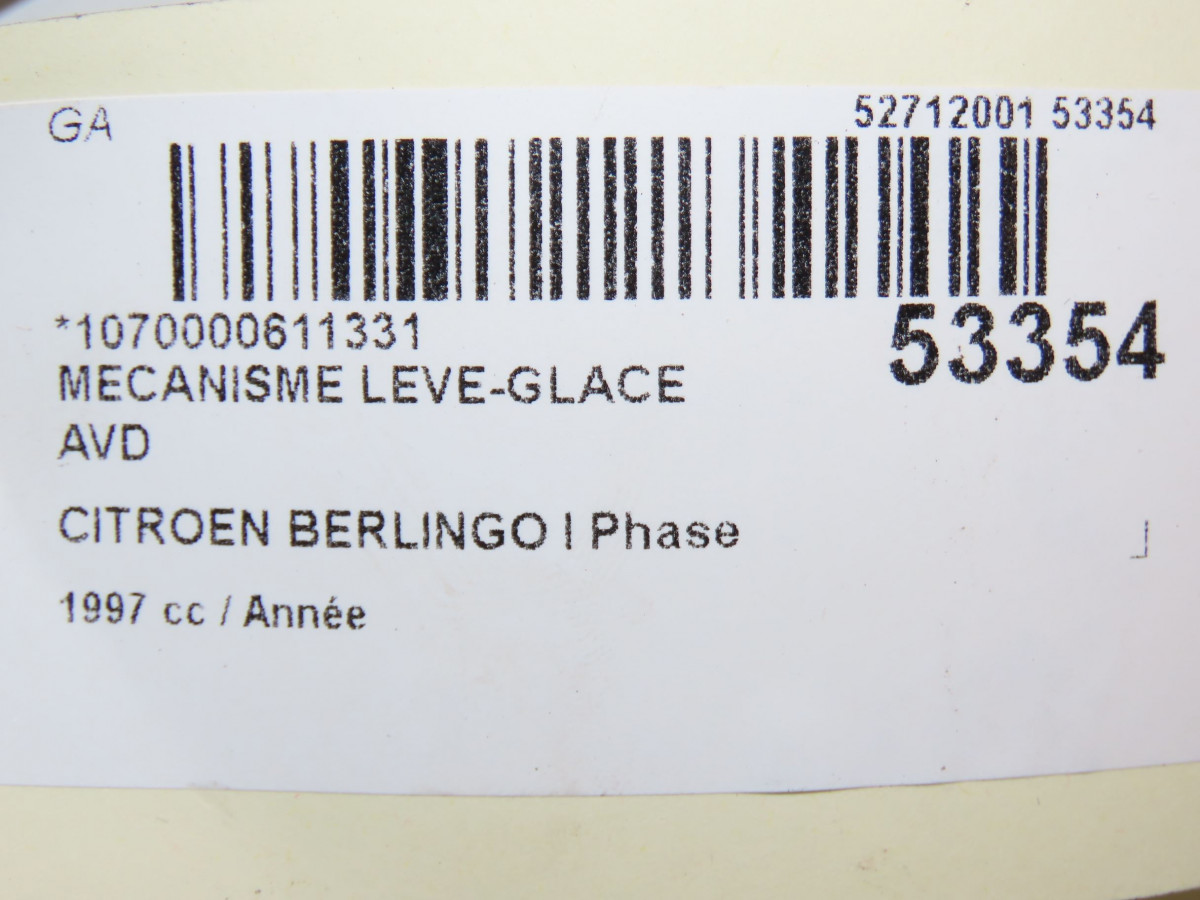 GA
52712001 53354
*1070000611331
53354
MECANISME LEVE-GLACE
AVD
CITROEN BERLINGO I Phase
1997 cc / Année